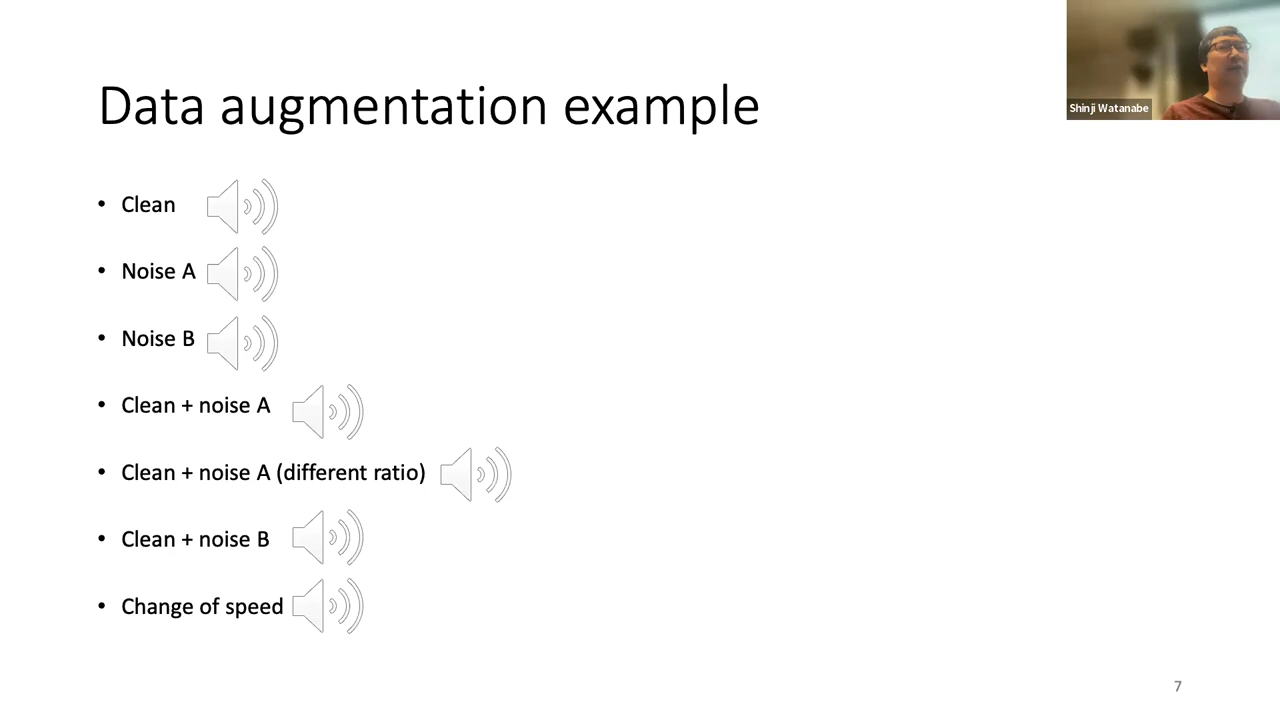 Shinji Watanabe
Data augmentation example
• Clean
• Noise A
• Noise B
• Clean + noise A
• Clean + noise A (different ratio)
• Clean + noise B
• Change of speed
7